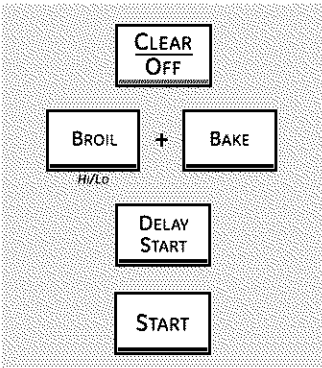 CLEAR
OFF
BROIL + BAKE
Hi/Lo
DELAY
START
START